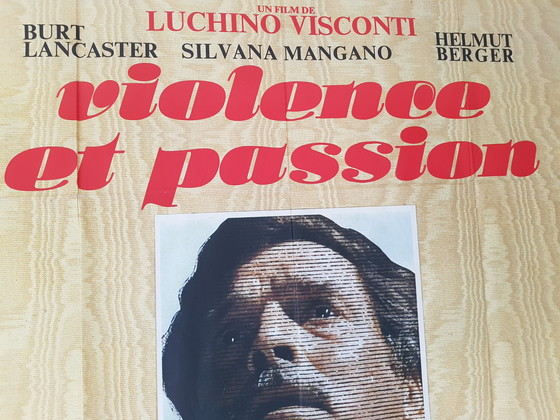 UN FILM DE
LUCHINO VISCONTI
BURT LANCASTER SILVANA MANGANO HELMUT BERGER
violence
et passion